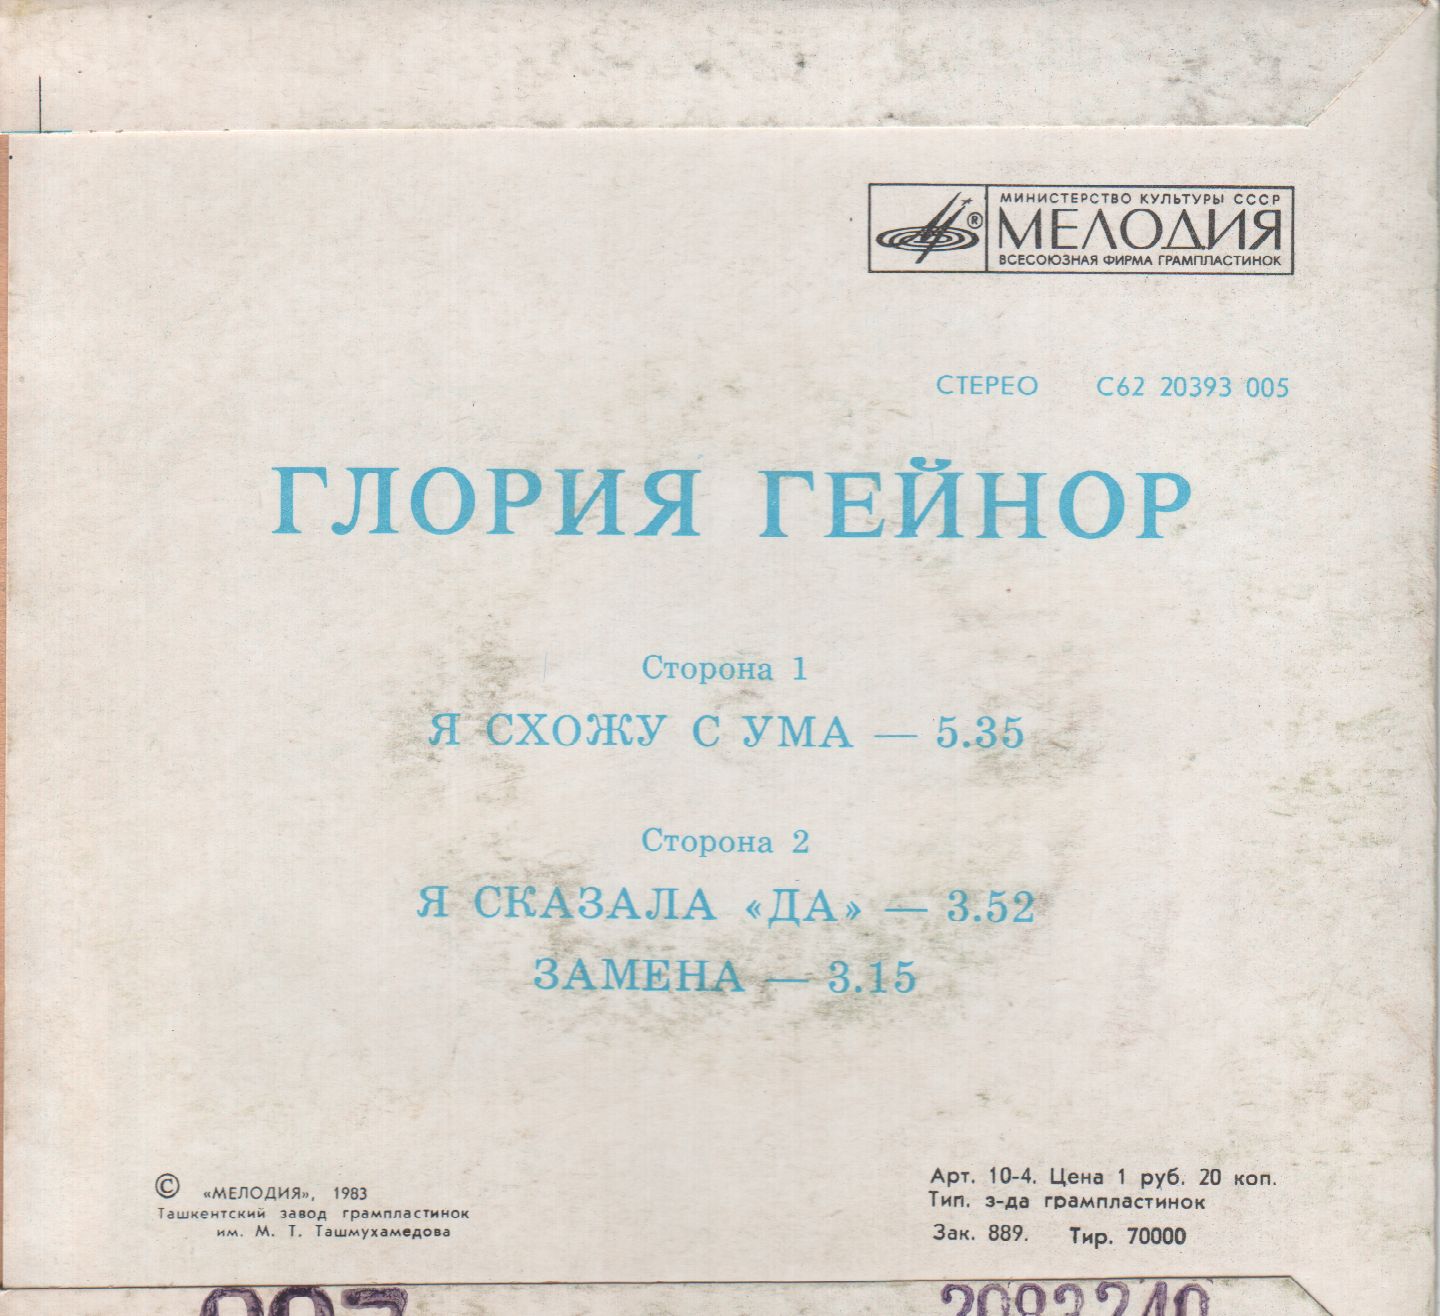 МИНИСТЕРСТВО КУЛЬТУРЫ СССР
® МЕЛОДИЯ
ВСЕСОЮЗНАЯ ФИРМА ГРАМПЛАСТИНОК
СТЕРЕО С62 20393 005
ГЛОРИЯ ГЕЙНОР
Сторона 1
Я СХОЖУ С УМА — 5.35
Сторона 2
Я СКАЗАЛА «ДА» — 3.52
ЗАМЕНА — 3.15
© «МЕЛОДИЯ», 1983
Ташкентский завод грампластинок
им. М. Т. Ташмухамедова
Арт. 10-4. Цена 1 руб. 20 коп.
Тип. з-да грампластинок
Зак. 889. Тир. 70000